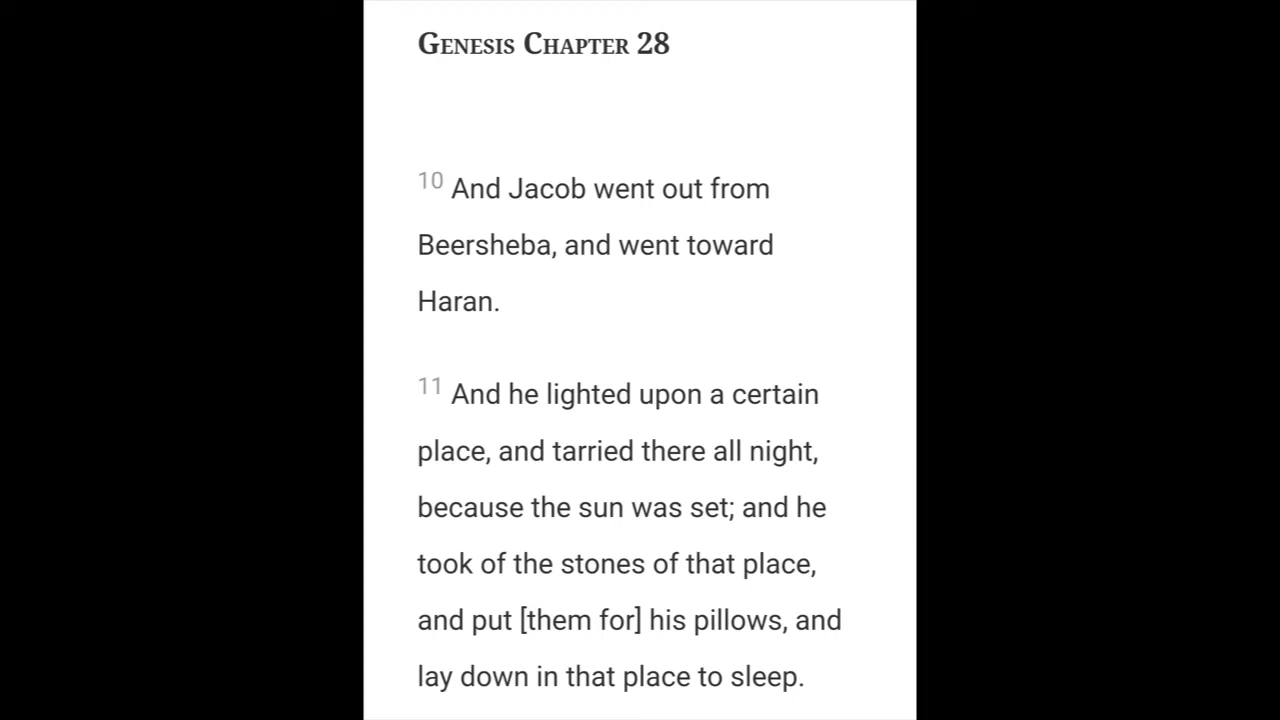 Genesis Chapter 28
10 And Jacob went out from
Beersheba, and went toward
Haran.
11 And he lighted upon a certain
place, and tarried there all night,
because the sun was set; and he
took of the stones of that place,
and put [them for] his pillows, and
lay down in that place to sleep.